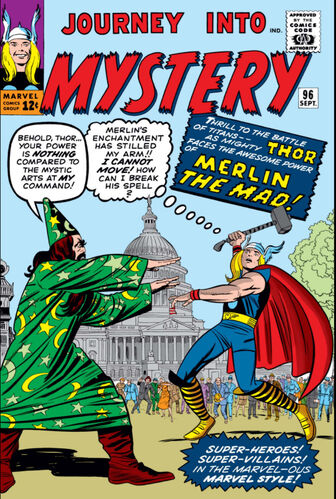 JOURNEY INTO
IND.
MYSTERY
APPROVED
BY THE
COMICS
CODE
AUTHORITY
MARVEL
COMICS
GROUP 12¢
96
SEPT.
BEHOLD, THOR...
YOUR POWER
IS NOTHING
COMPARED
TO THE
MYSTIC
ARTS AT MY
COMMAND!
MERLIN'S
ENCHANTMENT
HAS STILLED
MY ARM!!
I CANNOT
MOVE! HOW
CAN I BREAK
HIS SPELL
?
THRILL TO THE BATTLE
OF TITANS--
AS MIGHTY THOR
FACES THE AWESOME POWER
OF MERLIN
THE MAD!
SUPER-HEROES!
SUPER-VILLAINS!
IN THE MARVEL-OUS
MARVEL STYLE!